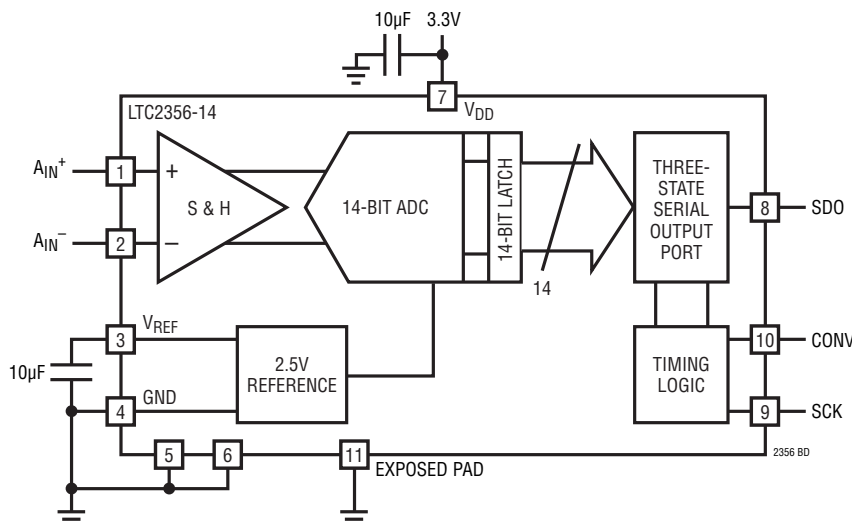 10µF 3.3V
LTC2356-14
7
VDD
AIN+
1
+
S & H
14-BIT ADC
14-BIT LATCH
THREE-
STATE
SERIAL
OUTPUT
PORT
8
SDO
AIN–
2
–
14
3
VREF
10µF
2.5V
REFERENCE
TIMING
LOGIC
10
CONV
4
GND
9
SCK
5
6
11
EXPOSED PAD
2356 BD